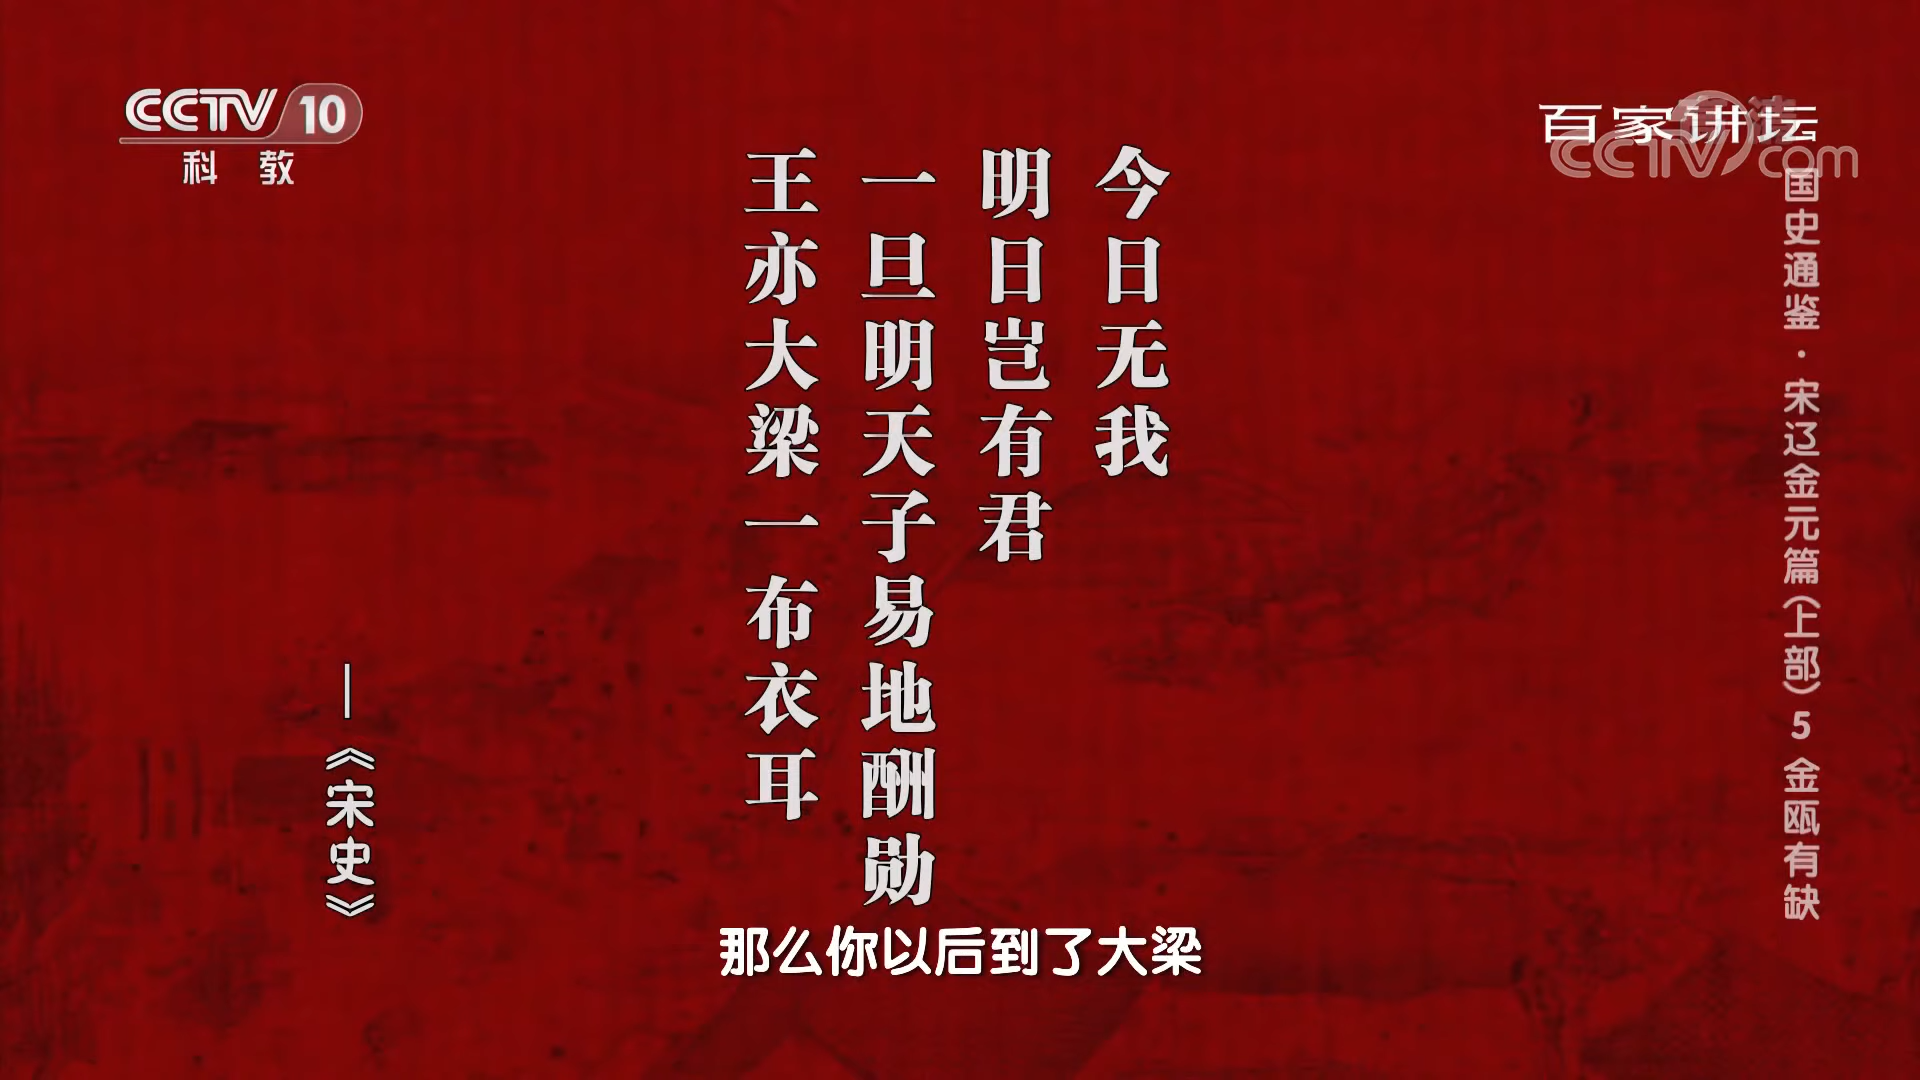 CCTV 10
科 教
百家讲坛
CCTV.com
国史通鉴·宋辽金元篇(上部)5 金瓯有缺
今日无我
明日岂有君
一旦明天子易地酬勋
王亦大梁一布衣耳
—《宋史》
那么你以后到了大梁